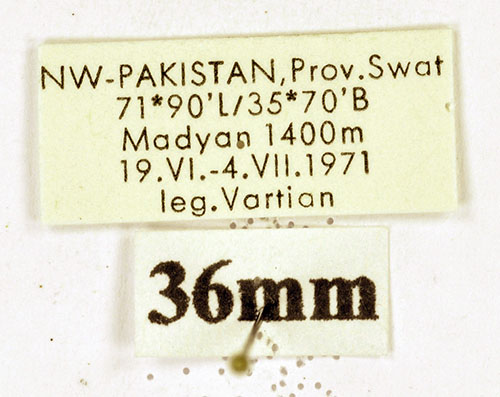 NW-PAKISTAN,Prov.Swat
71*90'L/35*70'B
Madyan 1400m
19.VI.-4.VII.1971
leg.Vartian
36mm